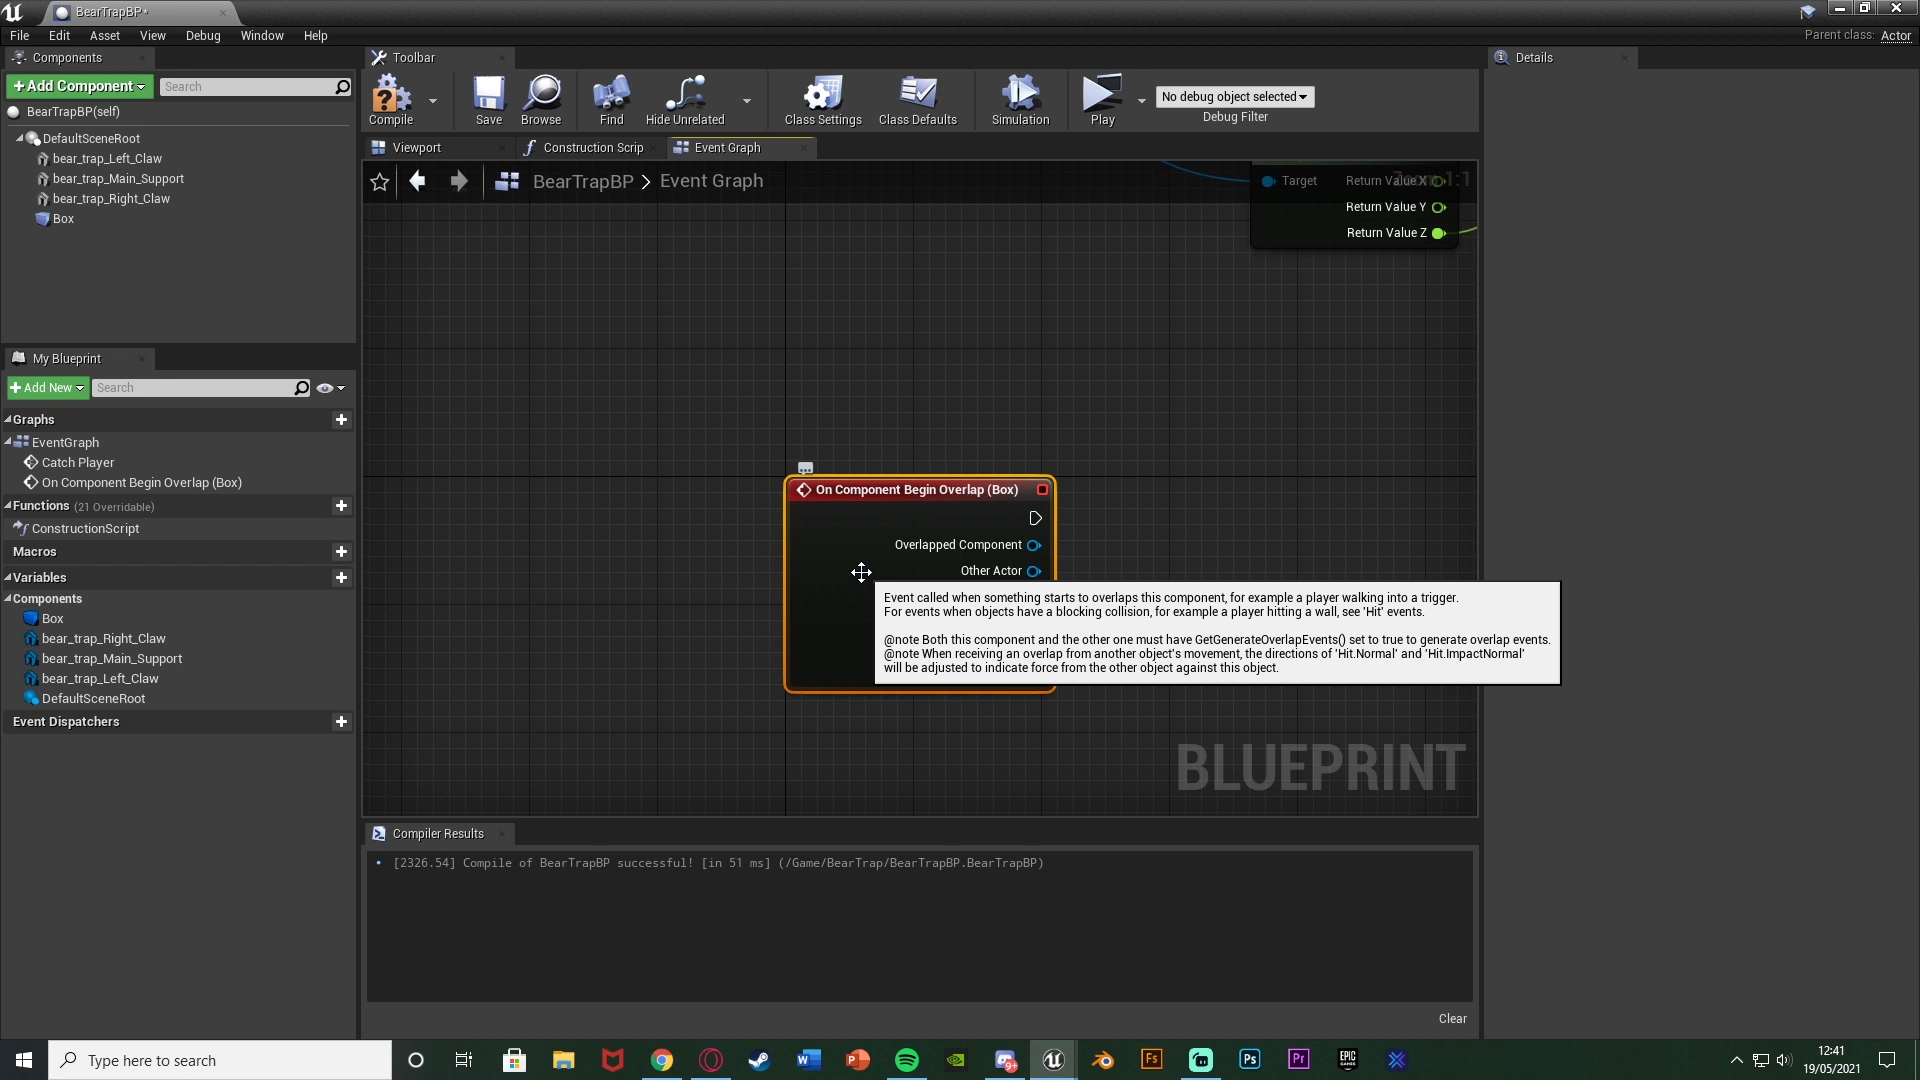 BearTrapBP*
File Edit Asset View Debug Window Help
Parent class: Actor
Components
Toolbar
Details
+Add Component
Search
Compile
Save
Browse
Find
Hide Unrelated
Class Settings
Class Defaults
Simulation
Play
No debug object selected
Debug Filter
BearTrapBP(self)
DefaultSceneRoot
bear_trap_Left_Claw
bear_trap_Main_Support
bear_trap_Right_Claw
Box
Viewport
Construction Scrip
Event Graph
BearTrapBP > Event Graph
Target
Return Value X
Return Value Y
Return Value Z
My Blueprint
+Add New
Search
Graphs
EventGraph
Catch Player
On Component Begin Overlap (Box)
Functions (21 Overridable)
ConstructionScript
Macros
Variables
Components
Box
bear_trap_Right_Claw
bear_trap_Main_Support
bear_trap_Left_Claw
DefaultSceneRoot
Event Dispatchers
On Component Begin Overlap (Box)
Overlapped Component
Other Actor
Event called when something starts to overlaps this component, for example a player walking into a trigger.
For events when objects have a blocking collision, for example a player hitting a wall, see 'Hit' events.
@note Both this component and the other one must have GetGenerateOverlapEvents() set to true to generate overlap events.
@note When receiving an overlap from another object's movement, the directions of 'Hit.Normal' and 'Hit.ImpactNormal'
will be adjusted to indicate force from the other object against this object.
BLUEPRINT
Compiler Results
[2326.54] Compile of BearTrapBP successful! [in 51 ms] (/Game/BearTrap/BearTrapBP.BearTrapBP)
Clear
Type here to search
9+
Fs
Ps
Pr
EPIC GAMES
12:41
19/05/2021